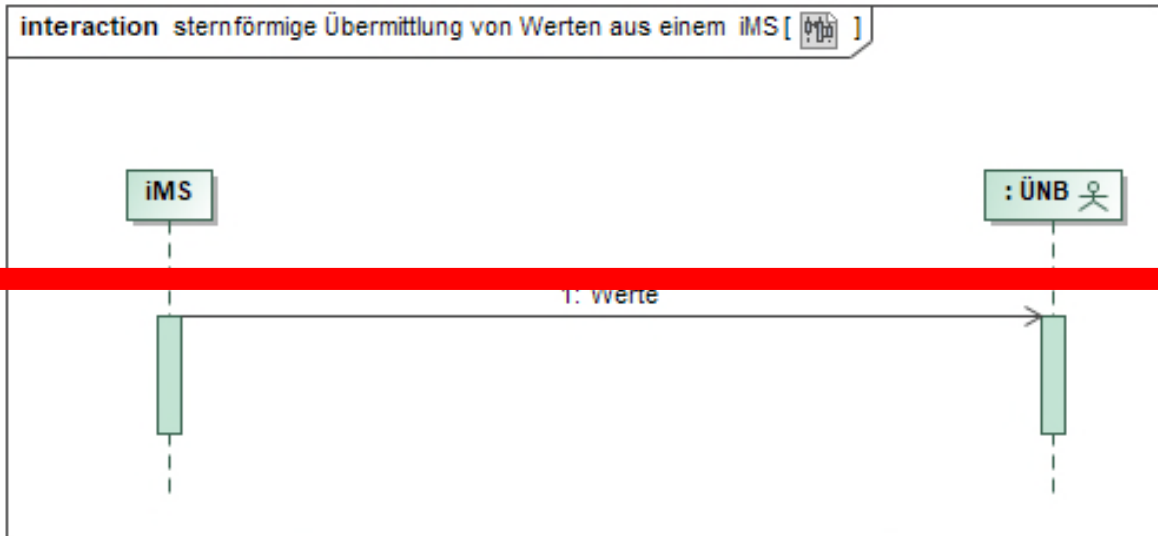 interaction sternförmige Übermittlung von Werten aus einem iMS [ ]
iMS
: ÜNB
1: Werte